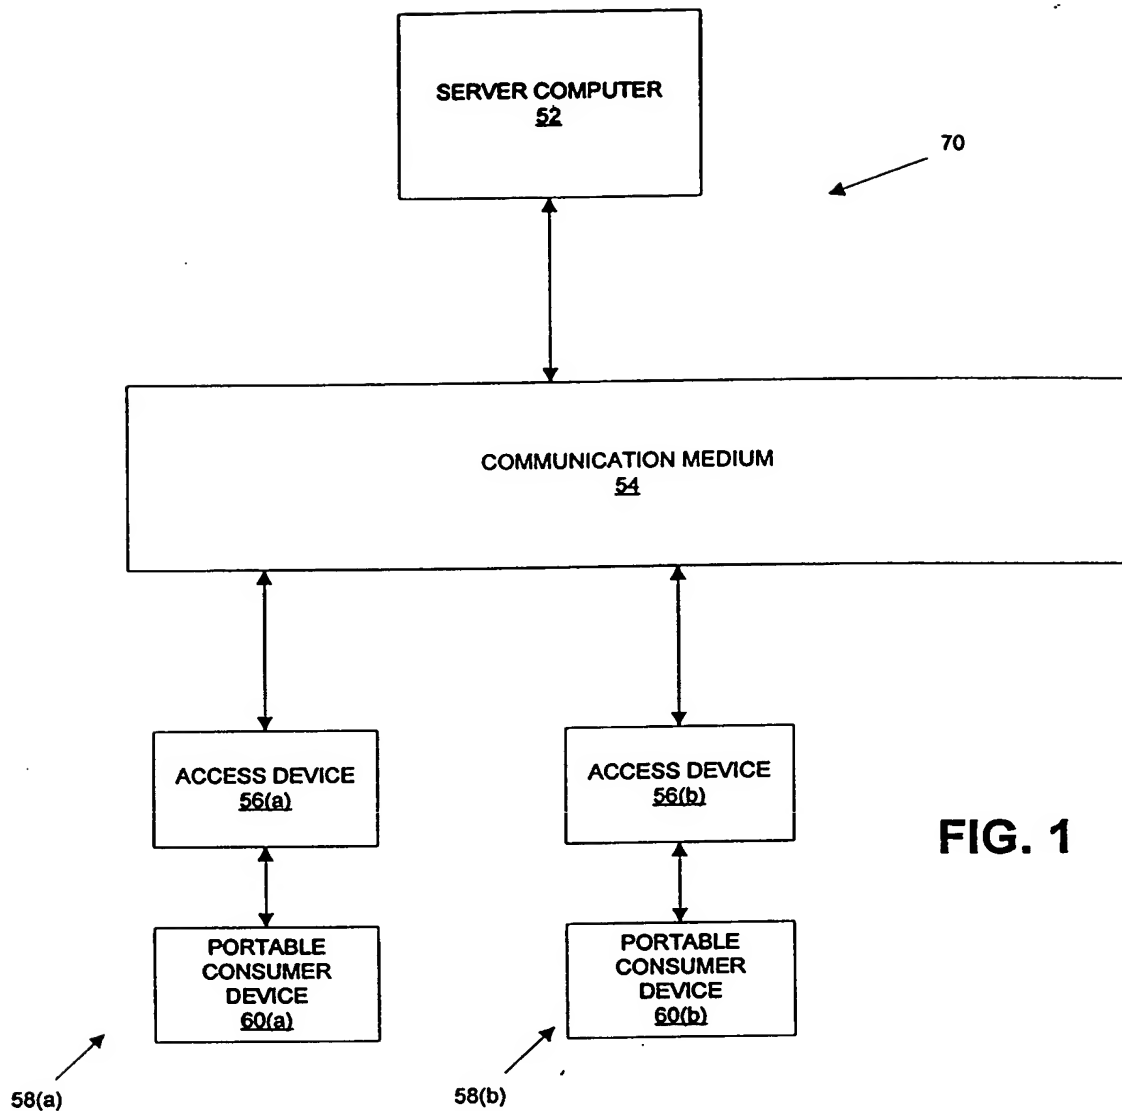 SERVER COMPUTER
52
70
COMMUNICATION MEDIUM
54
ACCESS DEVICE
56(a)
ACCESS DEVICE
56(b)
FIG. 1
PORTABLE
CONSUMER
DEVICE
60(a)
PORTABLE
CONSUMER
DEVICE
60(b)
58(a)
58(b)